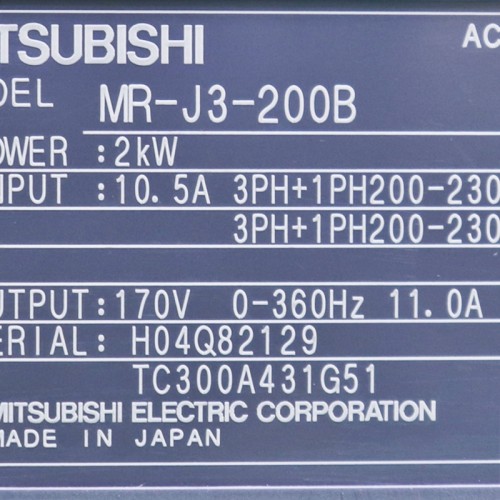 MITSUBISHI AC
MODEL MR-J3-200B
POWER :2kW
INPUT :10.5A 3PH+1PH200-230
3PH+1PH200-230
OUTPUT:170V 0-360Hz 11.0A
SERIAL: H04Q82129
TC300A431G51
MITSUBISHI ELECTRIC CORPORATION
MADE IN JAPAN